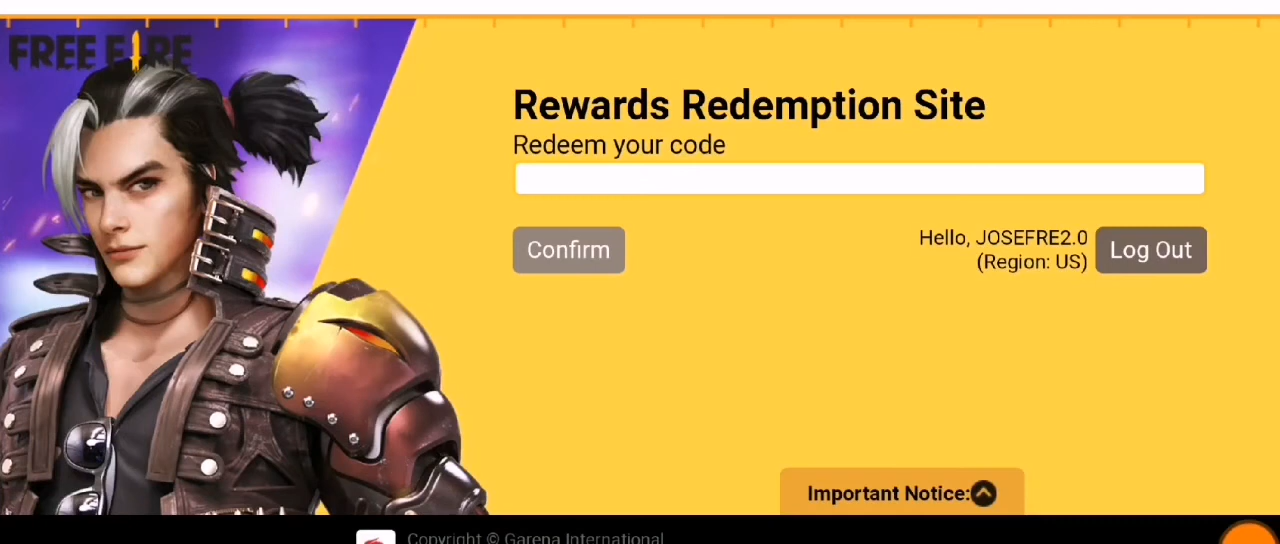 FREE FIRE
Rewards Redemption Site
Redeem your code
Confirm
Hello, JOSEFRE2.0
(Region: US)
Log Out
Important Notice:
Copyright © Garena International